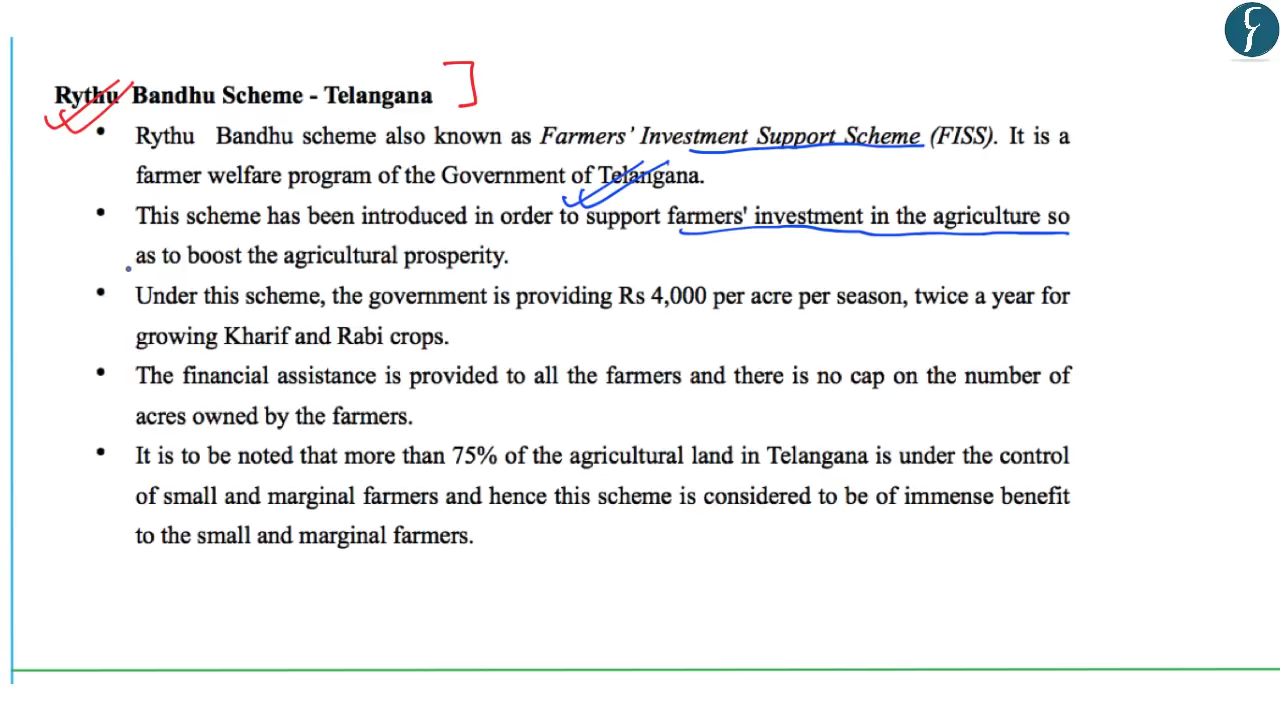 Rythu Bandhu Scheme - Telangana
• Rythu Bandhu scheme also known as Farmers' Investment Support Scheme (FISS). It is a
farmer welfare program of the Government of Telangana.
• This scheme has been introduced in order to support farmers' investment in the agriculture so
as to boost the agricultural prosperity.
• Under this scheme, the government is providing Rs 4,000 per acre per season, twice a year for
growing Kharif and Rabi crops.
• The financial assistance is provided to all the farmers and there is no cap on the number of
acres owned by the farmers.
• It is to be noted that more than 75% of the agricultural land in Telangana is under the control
of small and marginal farmers and hence this scheme is considered to be of immense benefit
to the small and marginal farmers.